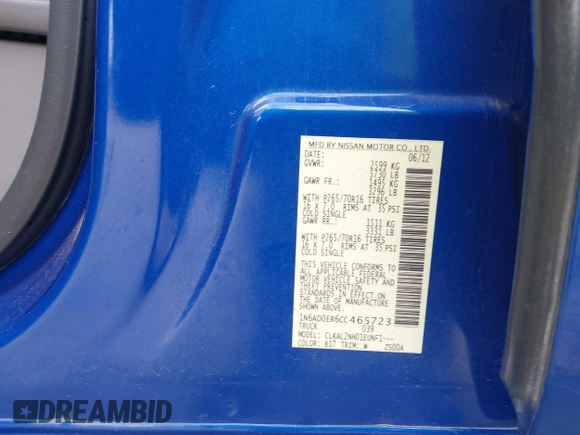 MFD BY NISSAN MOTOR CO., LTD.
DATE: 06/12
GVWR: 2599 KG
5730 LB
GAWR FR.: 1495 KG
3296 LB
WITH P265/70R16 TIRES
16 X 7.0 RIMS AT 35 PSI
COLD SINGLE
GAWR RR.: 1511 KG
3331 LB
WITH P265/70R16 TIRES
16 X 7.0 RIMS AT 35 PSI
COLD SINGLE
THIS VEHICLE CONFORMS TO ALL
APPLICABLE FEDERAL MOTOR
VEHICLE SAFETY AND
THEFT PREVENTION
STANDARDS IN EFFECT ON
THE DATE OF MANUFACTURE
SHOWN ABOVE.
1N6AD0ER6CC465723
TRUCK 039
MODEL: CLKAL2NHO1EUNF1---
COLOR: B17 TRIM: W ZSODA
DREAMBID